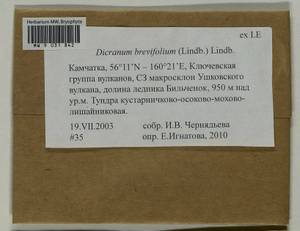 Herbarium MW, Bryophyta
MW 9 031 842
ex LE
Dicranum brevifolium (Lindb.) Lindb.
Камчатка, 56°11'N – 160°21'E, Ключевская
группа вулканов, СЗ макросклон Ушковского
вулкана, долина ледника Бильченок, 950 м над
ур.м. Тундра кустарничково-осоково-мохово-
лишайниковая.
19.VII.2003 собр. И.В. Чернядьева
#35 опр. Е.Игнатова, 2010